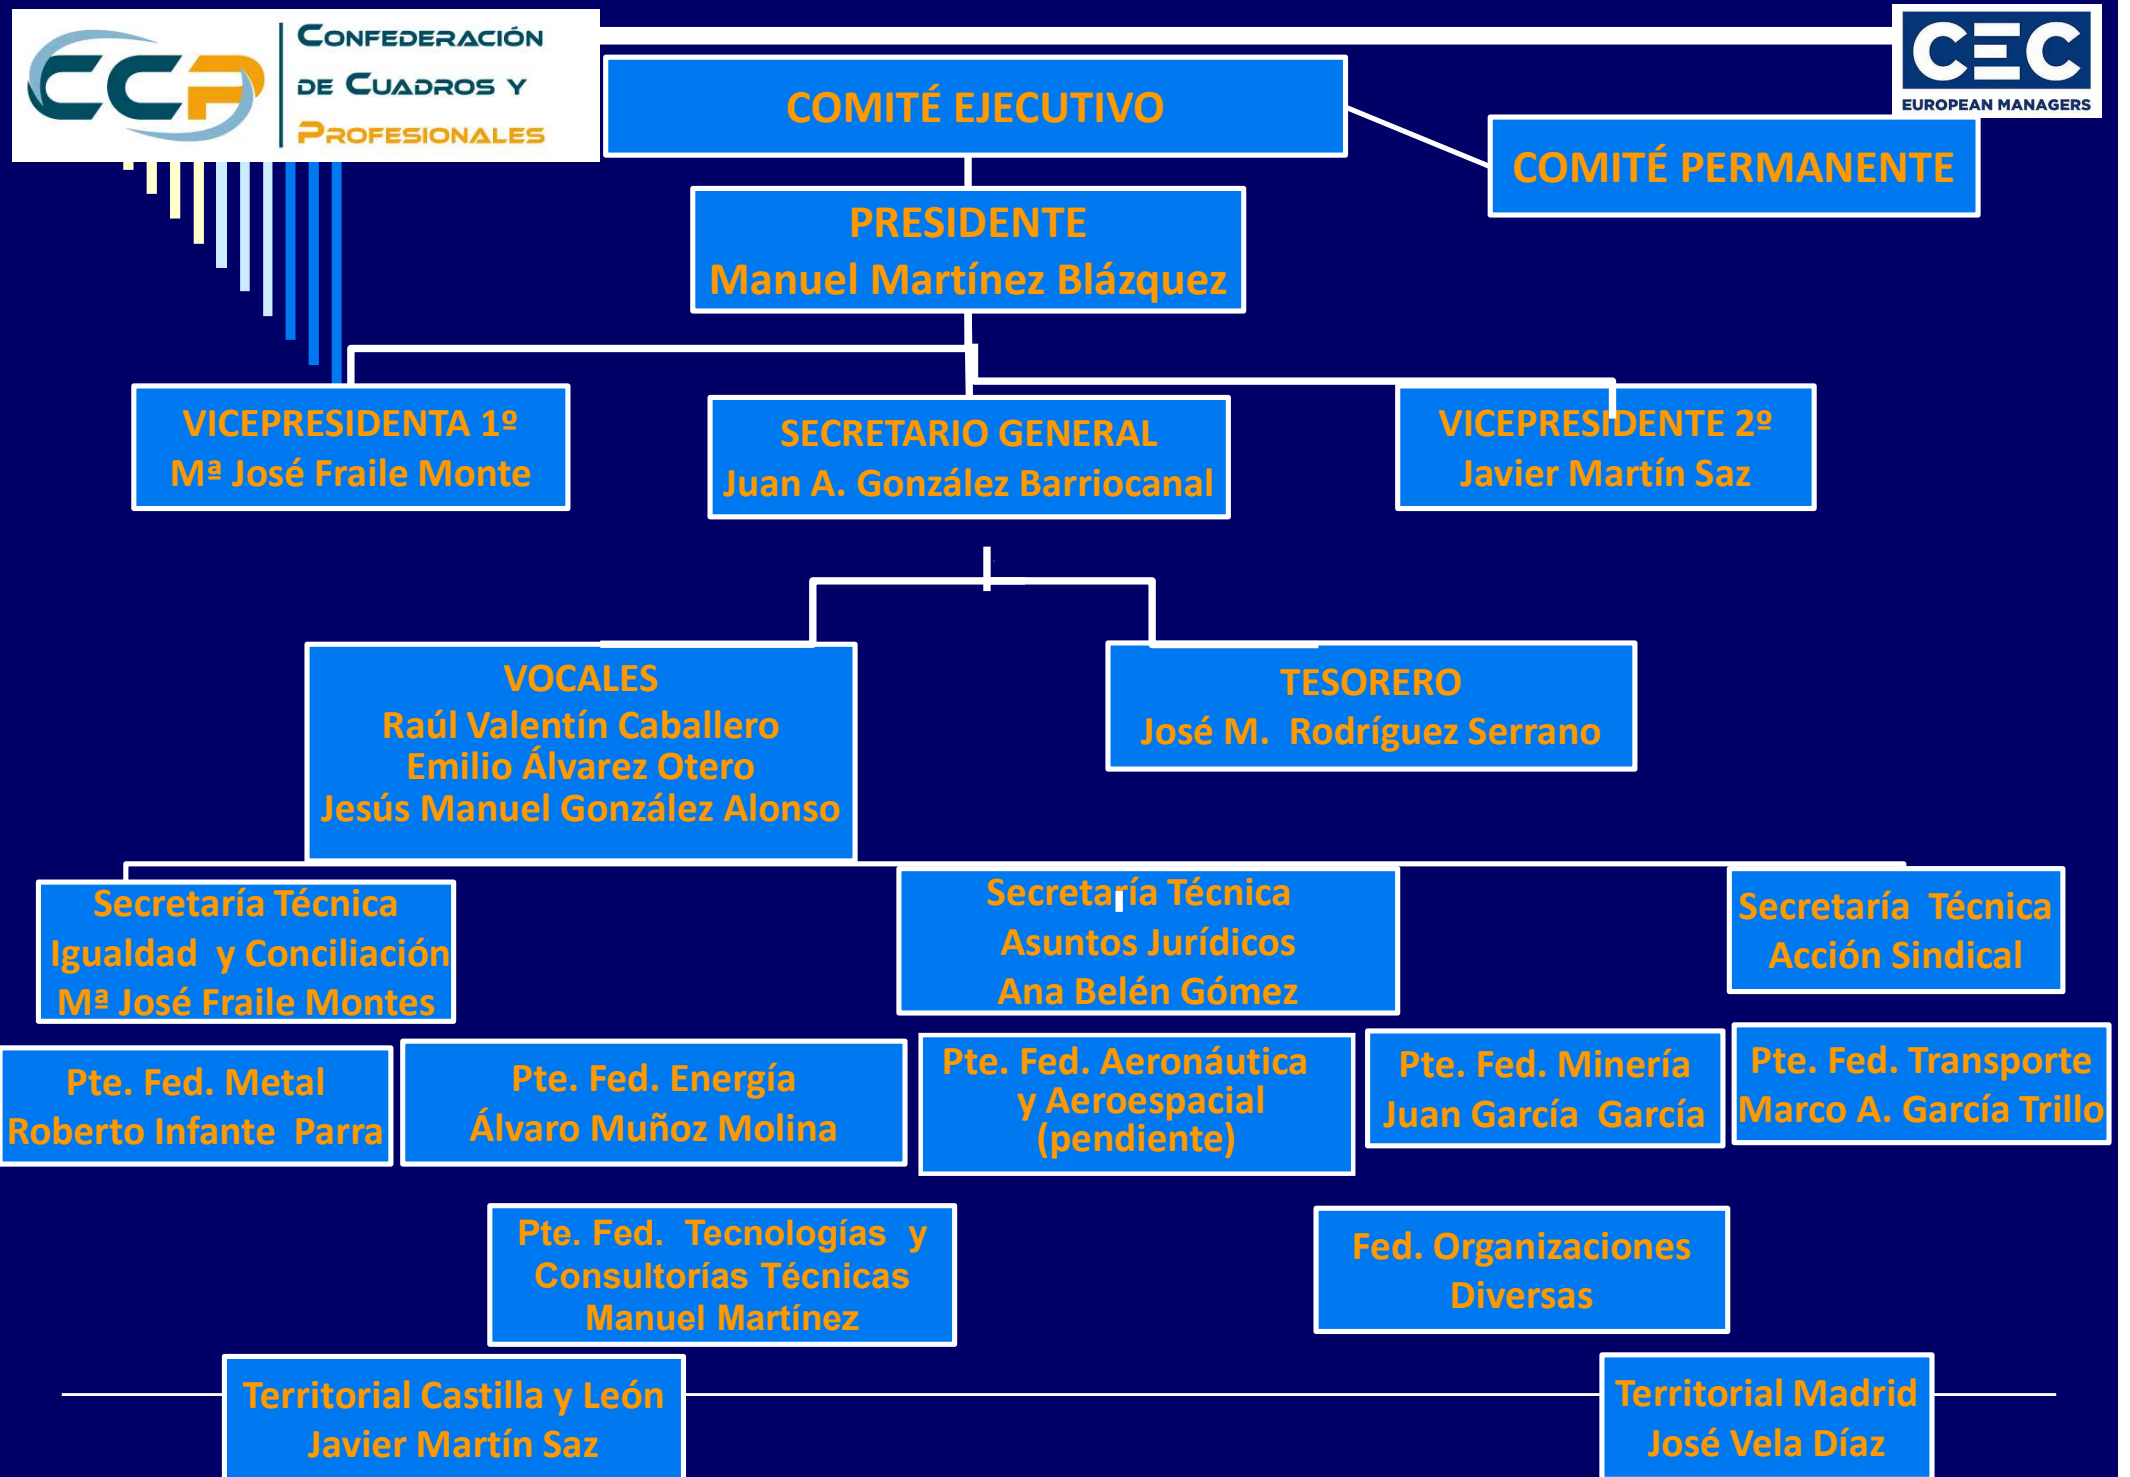 CCP
CONFEDERACIÓN
DE CUADROS Y
PROFESIONALES
CEC
EUROPEAN MANAGERS
COMITÉ EJECUTIVO
COMITÉ PERMANENTE
PRESIDENTE
Manuel Martínez Blázquez
VICEPRESIDENTA 1º
Mª José Fraile Monte
SECRETARIO GENERAL
Juan A. González Barriocanal
VICEPRESIDENTE 2º
Javier Martín Saz
VOCALES
Raúl Valentín Caballero
Emilio Álvarez Otero
Jesús Manuel González Alonso
TESORERO
José M. Rodríguez Serrano
Secretaría Técnica
Igualdad y Conciliación
Mª José Fraile Montes
Secretaría Técnica
Asuntos Jurídicos
Ana Belén Gómez
Secretaría Técnica
Acción Sindical
Pte. Fed. Metal
Roberto Infante Parra
Pte. Fed. Energía
Álvaro Muñoz Molina
Pte. Fed. Aeronáutica
y Aeroespacial
(pendiente)
Pte. Fed. Minería
Juan García García
Pte. Fed. Transporte
Marco A. García Trillo
Pte. Fed. Tecnologías y
Consultorías Técnicas
Manuel Martínez
Fed. Organizaciones
Diversas
Territorial Castilla y León
Javier Martín Saz
Territorial Madrid
José Vela Díaz